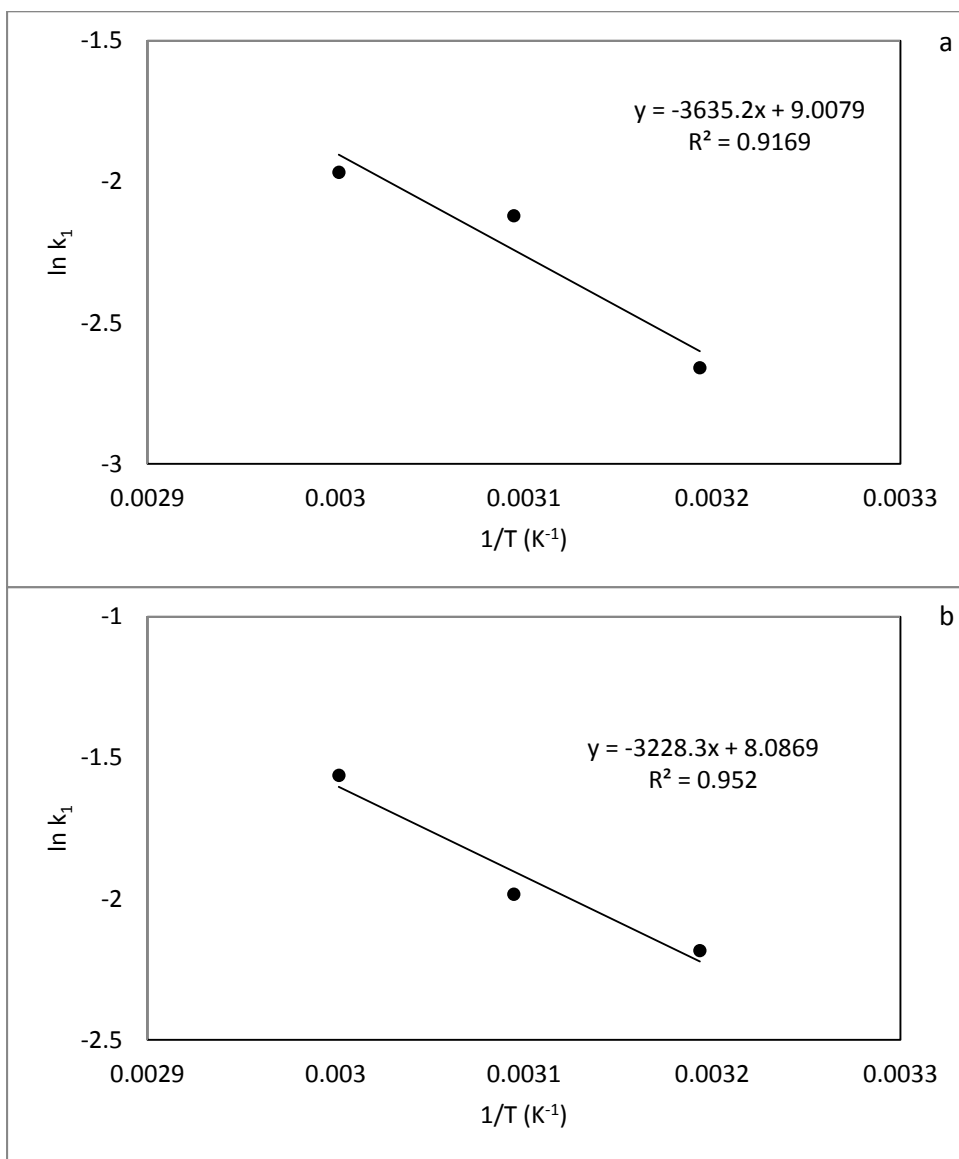 a
-1.5
y = -3635.2x + 9.0079
R² = 0.9169
-2
ln k₁
-2.5
-3
0.0029 0.003 0.0031 0.0032 0.0033
1/T (K⁻¹)
b
-1
y = -3228.3x + 8.0869
R² = 0.952
-1.5
ln k₁
-2
-2.5
0.0029 0.003 0.0031 0.0032 0.0033
1/T (K⁻¹)